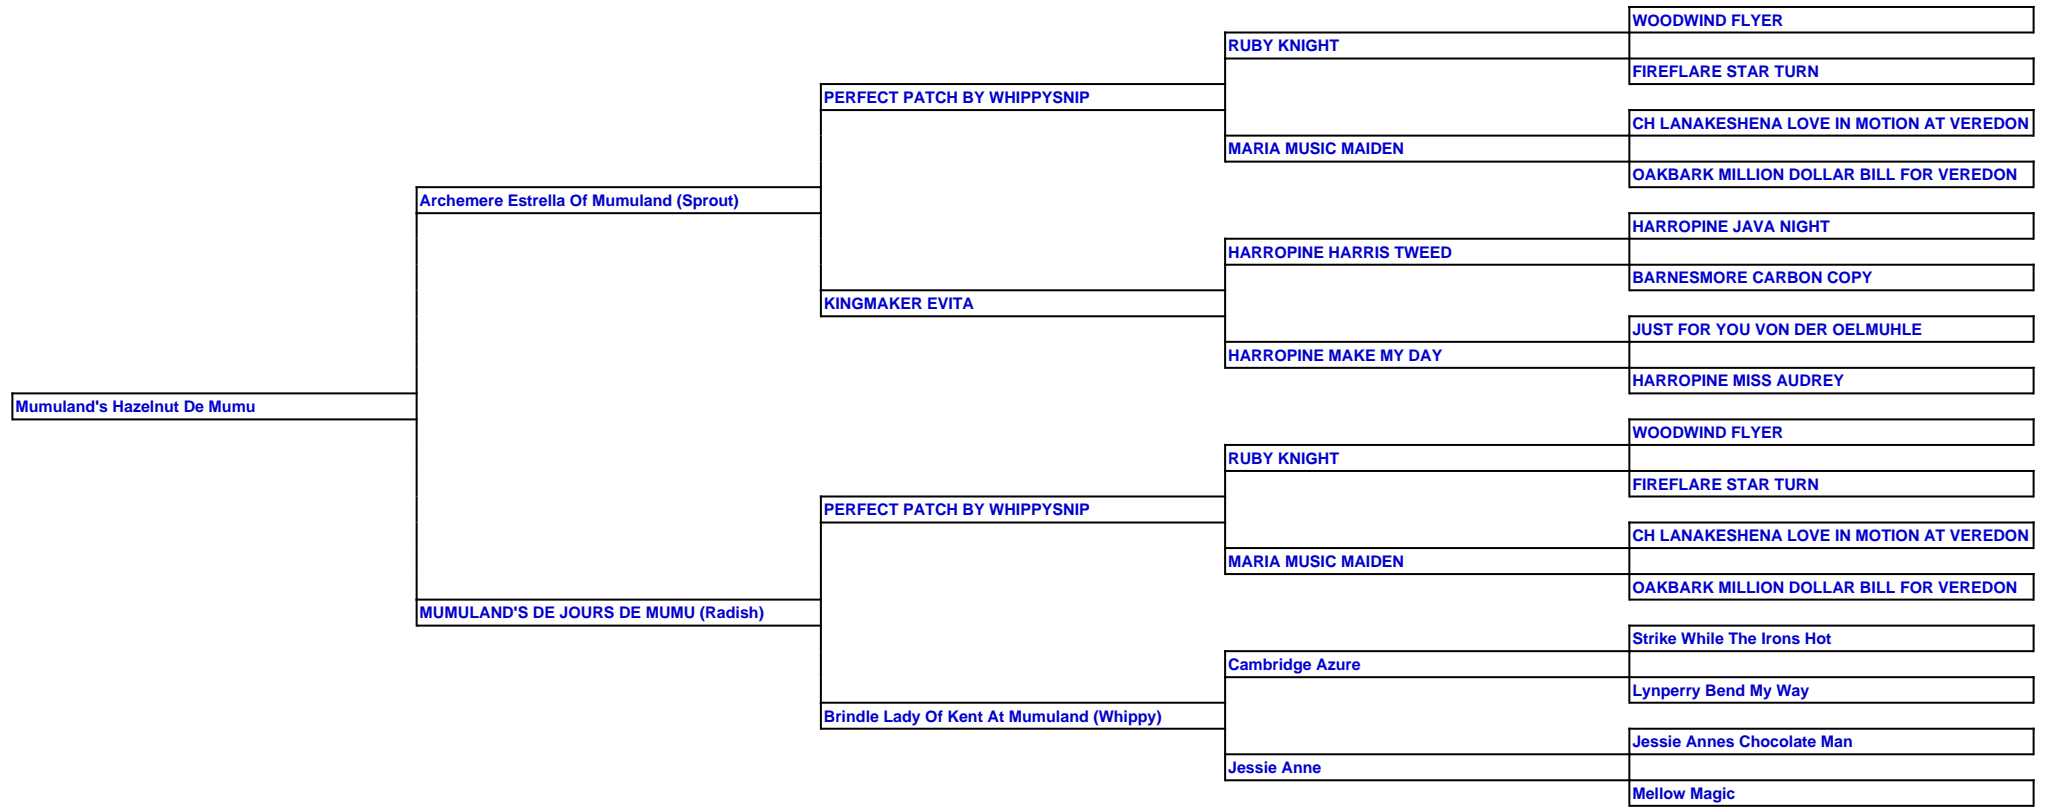 WOODWIND FLYER
RUBY KNIGHT
FIREFLARE STAR TURN
PERFECT PATCH BY WHIPPYSNIP
CH LANAKESHENA LOVE IN MOTION AT VEREDON
MARIA MUSIC MAIDEN
OAKBARK MILLION DOLLAR BILL FOR VEREDON
Archemere Estrella Of Mumuland (Sprout)
HARROPINE JAVA NIGHT
HARROPINE HARRIS TWEED
BARNESMORE CARBON COPY
KINGMAKER EVITA
JUST FOR YOU VON DER OELMUHLE
HARROPINE MAKE MY DAY
HARROPINE MISS AUDREY
Mumuland's Hazelnut De Mumu
WOODWIND FLYER
RUBY KNIGHT
FIREFLARE STAR TURN
PERFECT PATCH BY WHIPPYSNIP
CH LANAKESHENA LOVE IN MOTION AT VEREDON
MARIA MUSIC MAIDEN
OAKBARK MILLION DOLLAR BILL FOR VEREDON
MUMULAND'S DE JOURS DE MUMU (Radish)
Strike While The Irons Hot
Cambridge Azure
Lynperry Bend My Way
Brindle Lady Of Kent At Mumuland (Whippy)
Jessie Annes Chocolate Man
Jessie Anne
Mellow Magic